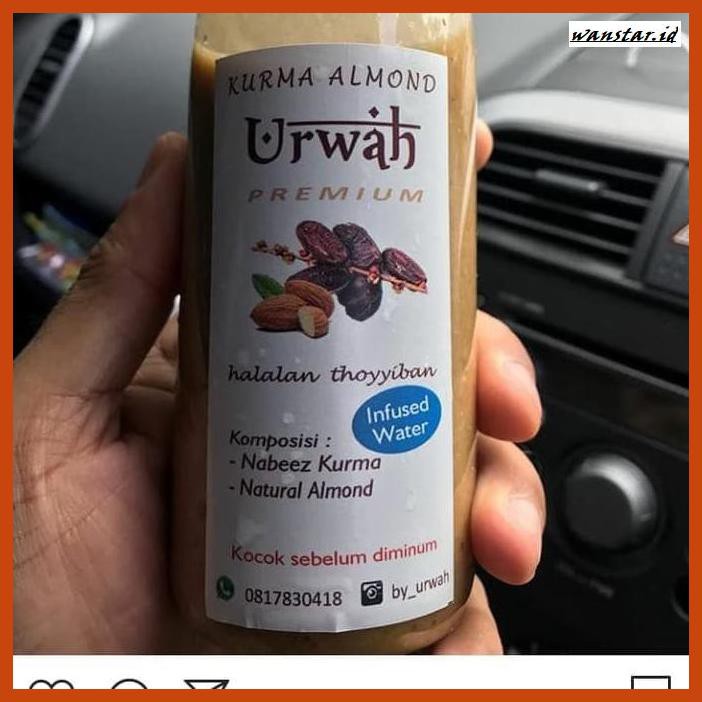 wanstar.id
KURMA ALMOND
Urwah
PREMIUM
halalan thoyyiban
Infused
Water
Komposisi :
- Nabeez Kurma
- Natural Almond
Kocok sebelum diminum
0817830418 by_urwah